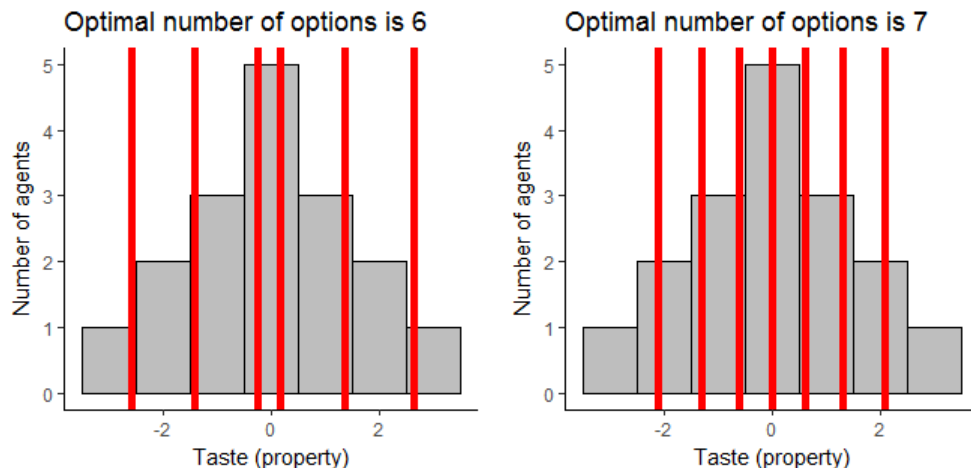 Optimal number of options is 6
Number of agents
5
4
3
2
1
0
-2 0 2
Taste (property)
Optimal number of options is 7
Number of agents
5
4
3
2
1
0
-2 0 2
Taste (property)